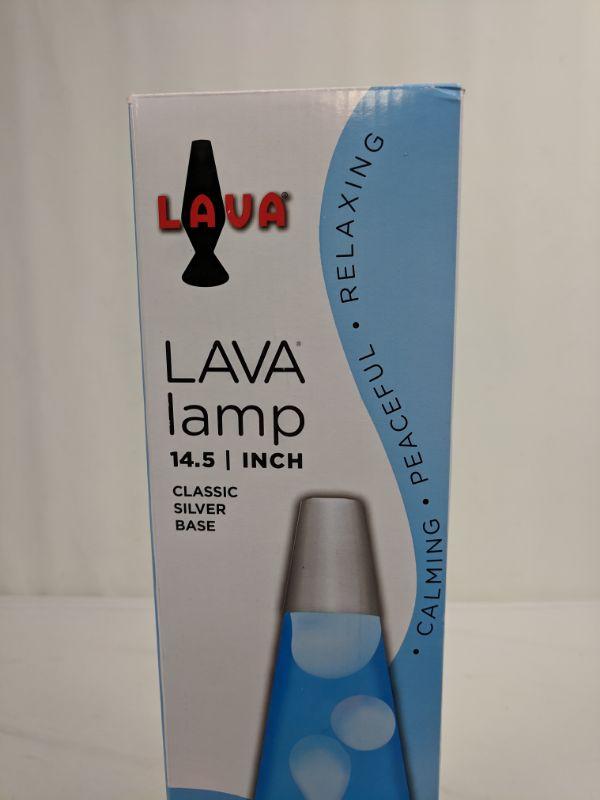 LAVA®
LAVA®
lamp
14.5 | INCH
CLASSIC
SILVER
BASE
• CALMING • PEACEFUL • RELAXING